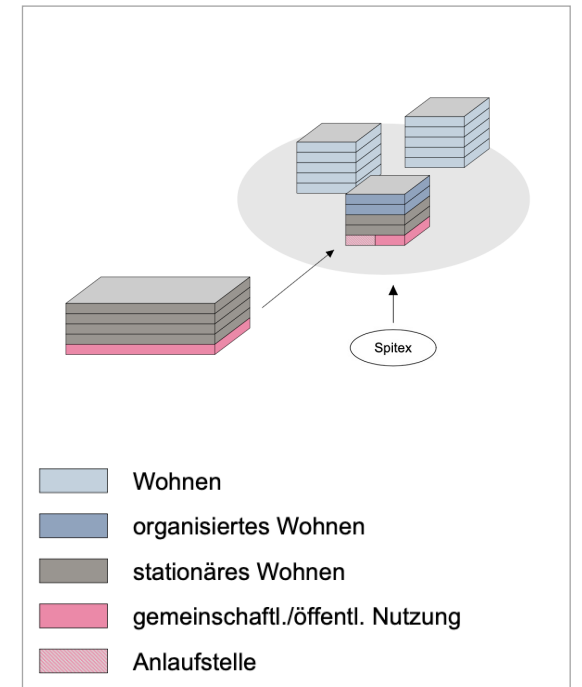 Spitex
Wohnen
organisiertes Wohnen
stationäres Wohnen
gemeinschaftl./öffentl. Nutzung
Anlaufstelle